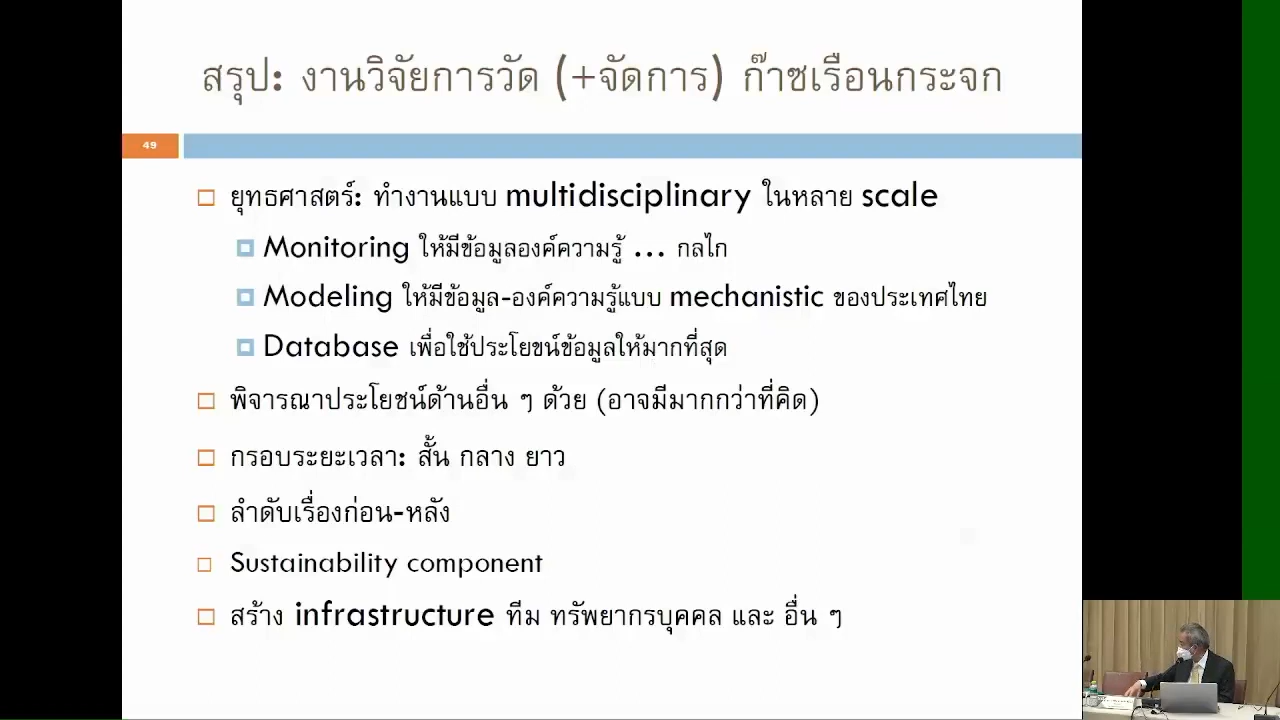 สรุป: งานวิจัยการวัด (+จัดการ) ก๊าซเรือนกระจก
49
ยุทธศาสตร์: ทำงานแบบ multidisciplinary ในหลาย scale
Monitoring ให้มีข้อมูลองค์ความรู้ ... กลไก
Modeling ให้มีข้อมูล-องค์ความรู้แบบ mechanistic ของประเทศไทย
Database เพื่อใช้ประโยขน์ข้อมูลให้มากที่สุด
พิจารณาประโยชน์ด้านอื่น ๆ ด้วย (อาจมีมากกว่าที่คิด)
กรอบระยะเวลา: สั้น กลาง ยาว
ลำดับเรื่องก่อน-หลัง
Sustainability component
สร้าง infrastructure ทีม ทรัพยากรบุคคล และ อื่น ๆ